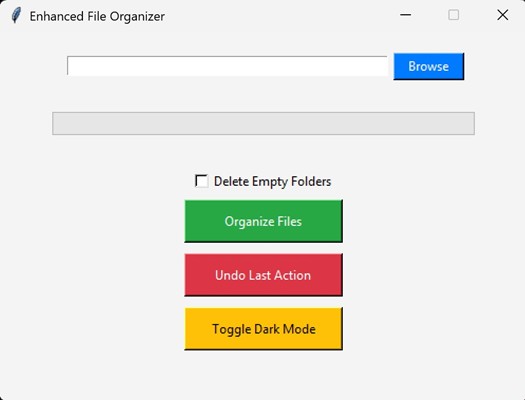 Enhanced File Organizer
Browse
Delete Empty Folders
Organize Files
Undo Last Action
Toggle Dark Mode